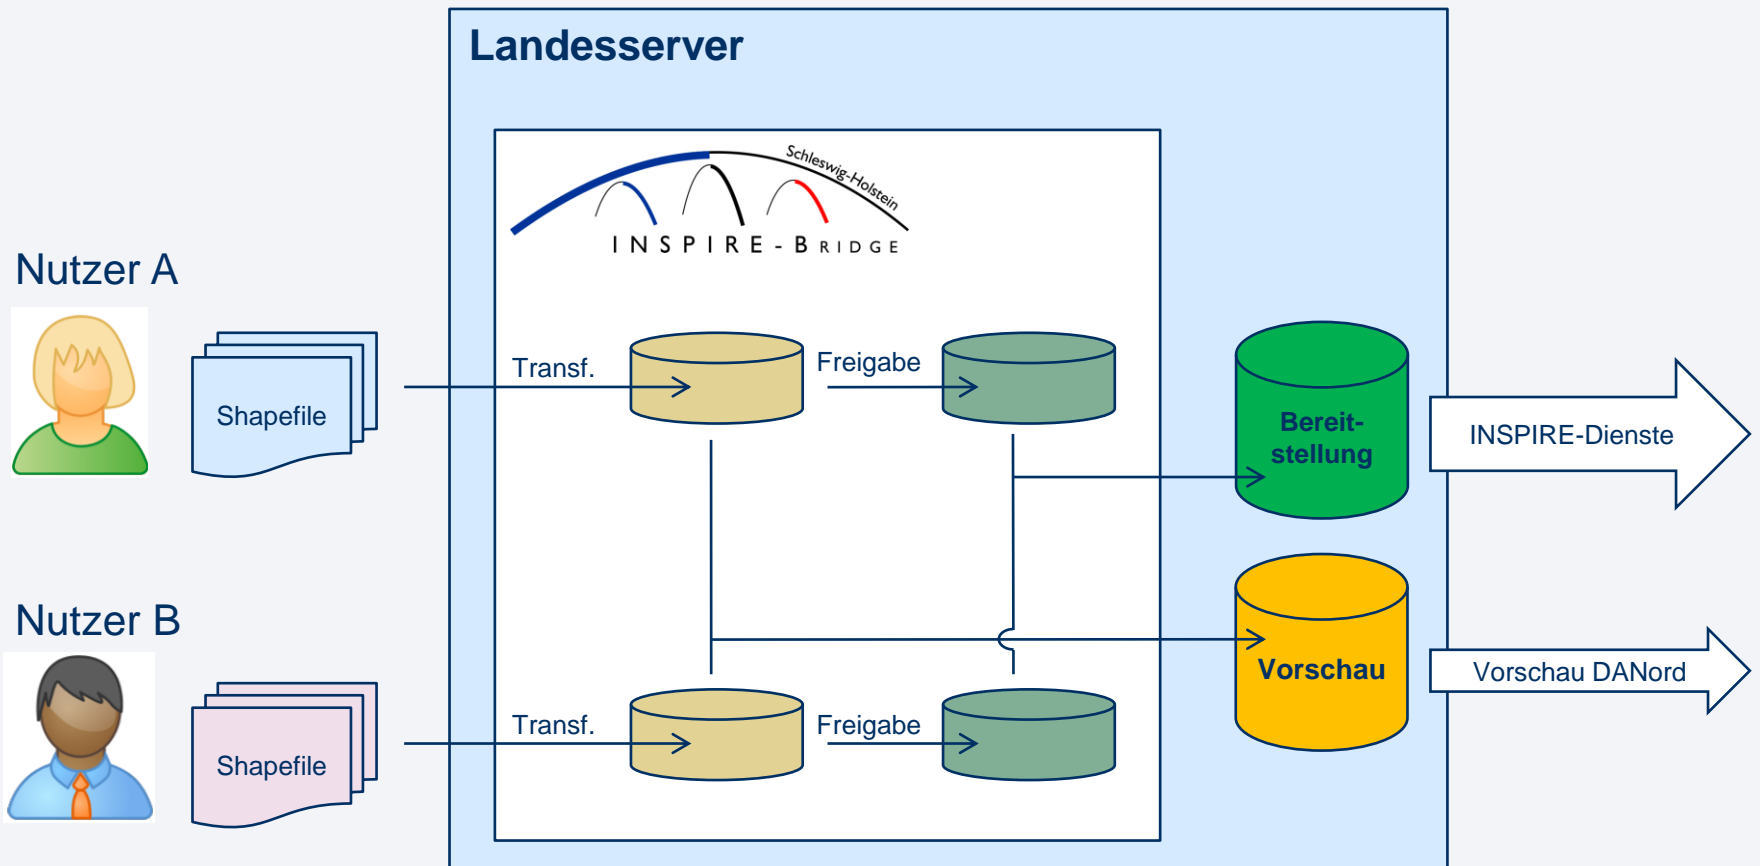 Landesserver
Schleswig-Holstein
INSPIRE-BRIDGE
Nutzer A
Shapefile
Transf.
Freigabe
Bereit-
stellung
INSPIRE-Dienste
Nutzer B
Shapefile
Transf.
Freigabe
Vorschau
Vorschau DANord